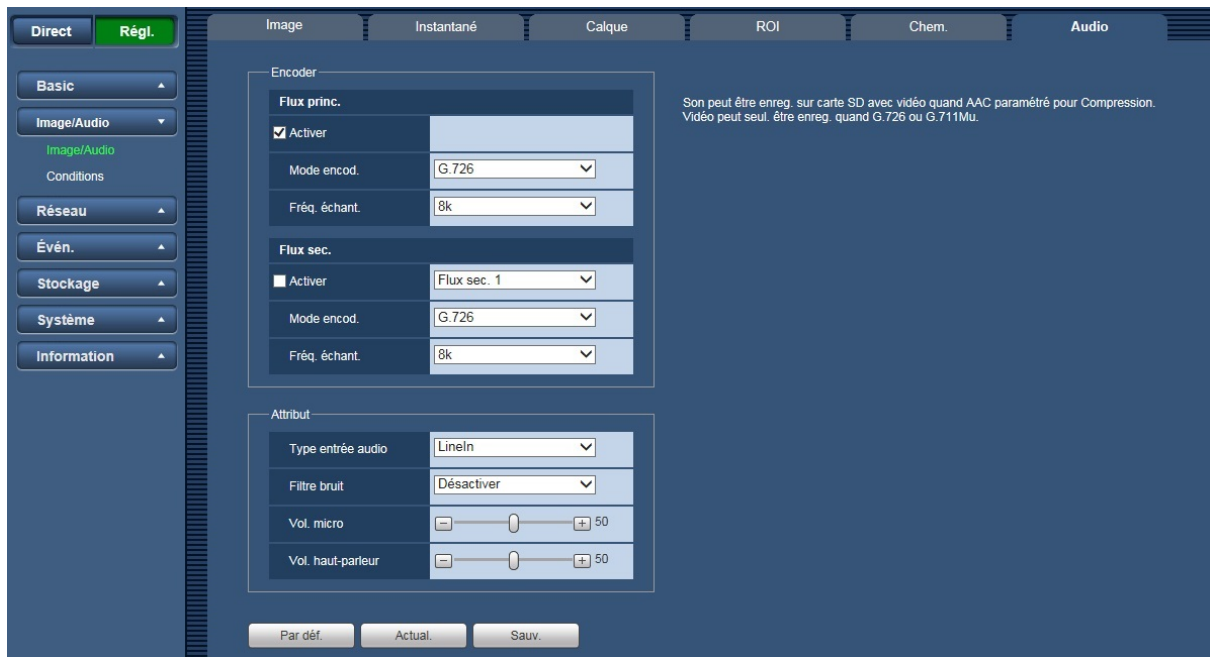 Direct
Régl.
Basic
Image/Audio
Image/Audio
Conditions
Réseau
Évén.
Stockage
Système
Information
Image
Instantané
Calque
ROI
Chem.
Audio
Encoder
Flux princ.
Activer
Mode encod. G.726
Fréq. échant. 8k
Flux sec.
Activer Flux sec. 1
Mode encod. G.726
Fréq. échant. 8k
Attribut
Type entrée audio LineIn
Filtre bruit Désactiver
Vol. micro 50
Vol. haut-parleur 50
Par déf.
Actual.
Sauv.
Son peut être enreg. sur carte SD avec vidéo quand AAC paramétré pour Compression.
Vidéo peut seul. être enreg. quand G.726 ou G.711Mu.